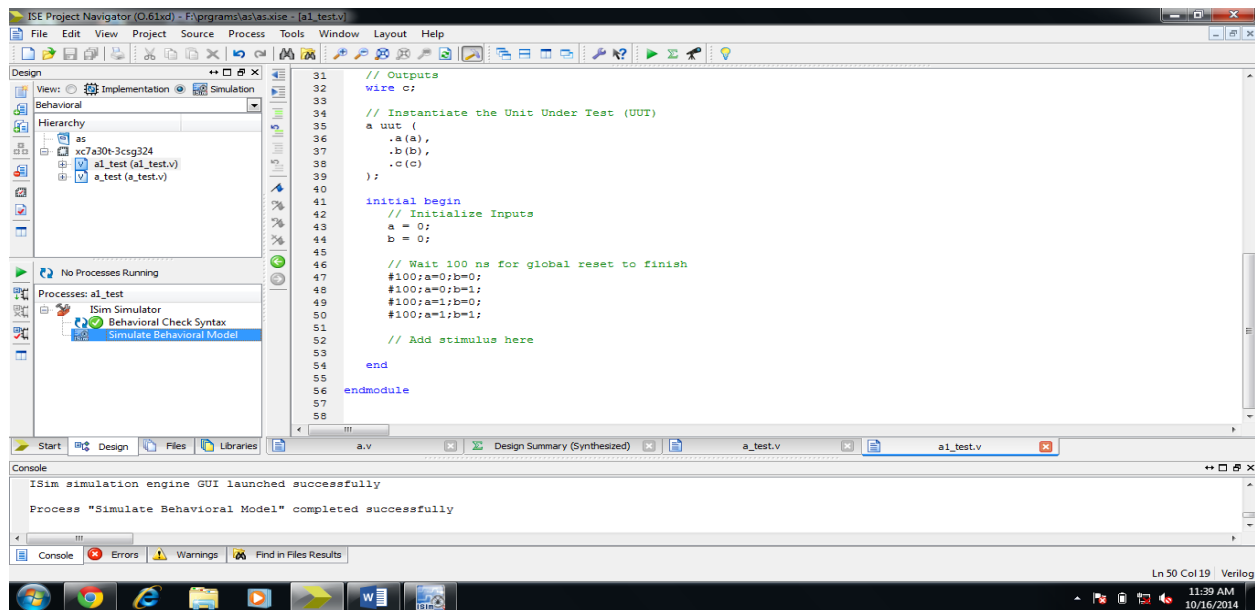 ISE Project Navigator (O.61xd) - F:\prgrams\as\as.xise - [a1_test.v]
File Edit View Project Source Process Tools Window Layout Help
Design
View: Implementation Simulation
Behavioral
Hierarchy
as
xc7a30t-3csg324
a1_test (a1_test.v)
a_test (a_test.v)
No Processes Running
Processes: a1_test
ISim Simulator
Behavioral Check Syntax
Simulate Behavioral Model
Start Design Files Libraries
31 // Outputs
32 wire c;
33
34 // Instantiate the Unit Under Test (UUT)
35 a uut (
36 .a(a),
37 .b(b),
38 .c(c)
39 );
40
41 initial begin
42 // Initialize Inputs
43 a = 0;
44 b = 0;
45
46 // Wait 100 ns for global reset to finish
47 #100;a=0;b=0;
48 #100;a=0;b=1;
49 #100;a=1;b=0;
50 #100;a=1;b=1;
51
52 // Add stimulus here
53
54 end
55
56 endmodule
57
58
a.v Design Summary (Synthesized) a_test.v a1_test.v
Console
ISim simulation engine GUI launched successfully
Process "Simulate Behavioral Model" completed successfully
Console Errors Warnings Find in Files Results
Ln 50 Col 19 Verilog
11:39 AM
10/16/2014